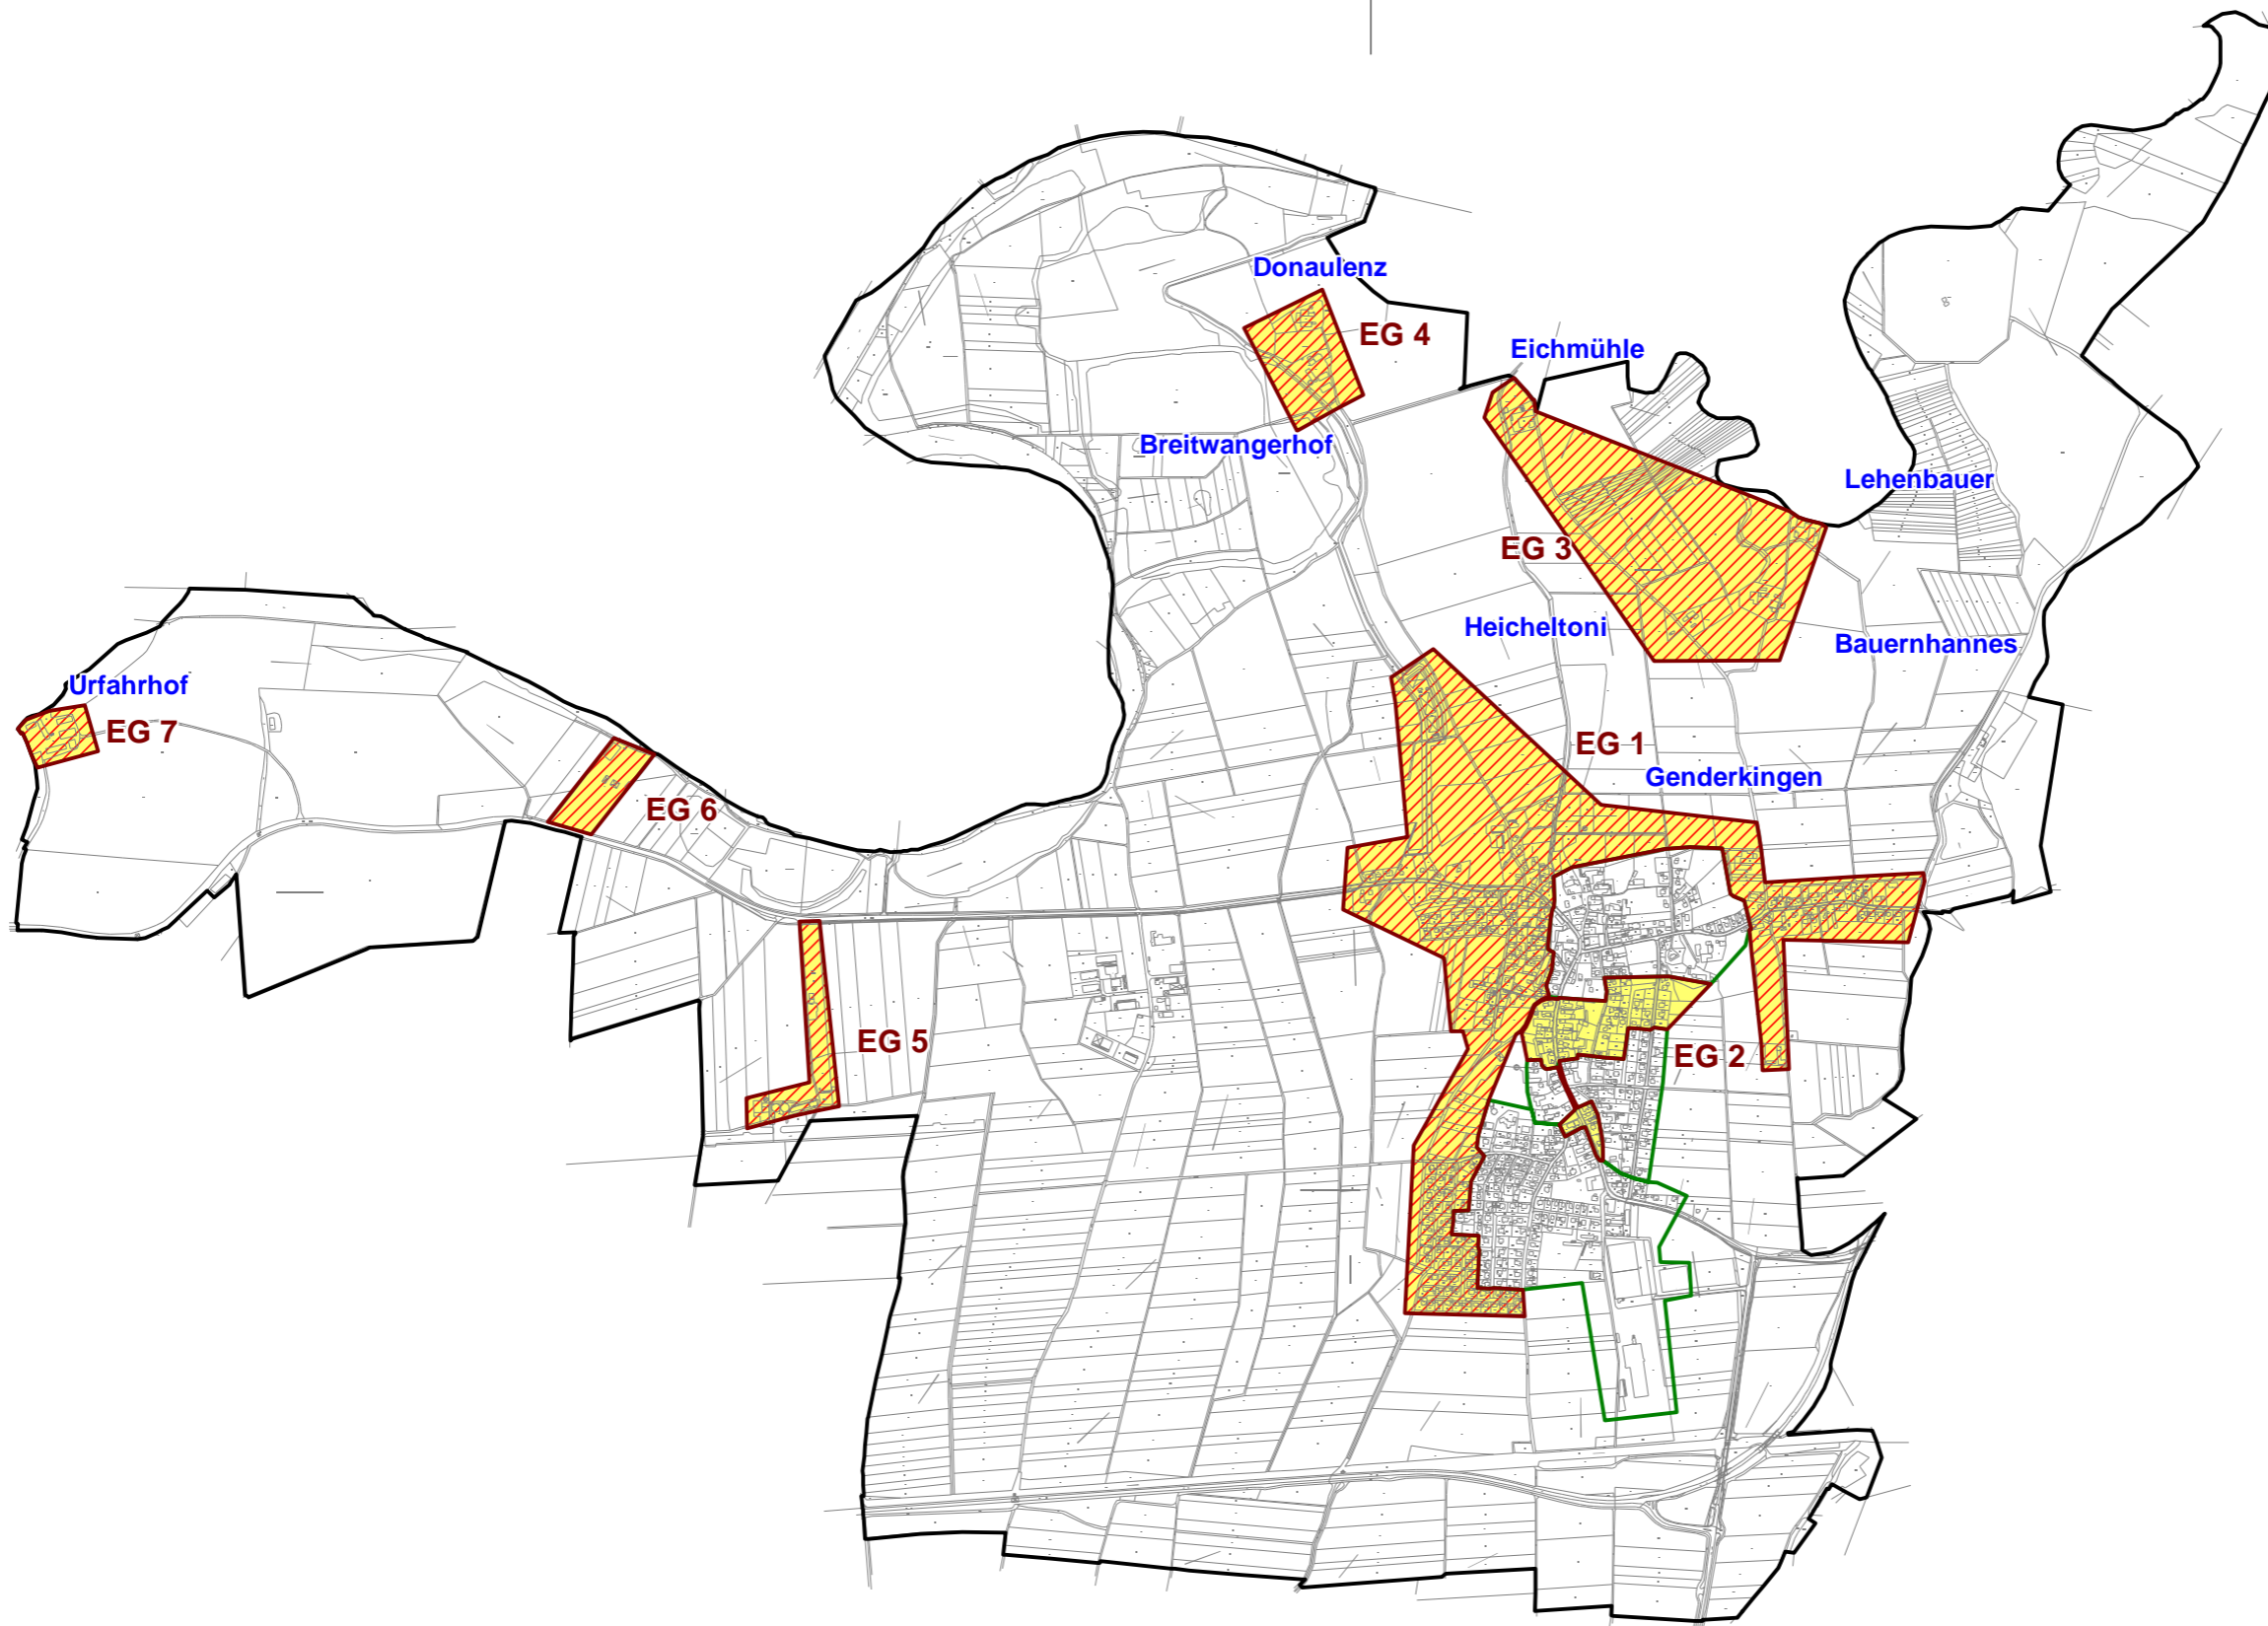 Donaulenz
EG 4
Eichmühle
Breitwangerhof
Lehenbauer
EG 3
Heicheltoni
Bauernhannes
Urfahrhof
EG 7
EG 1
Genderkingen
EG 6
EG 5
EG 2